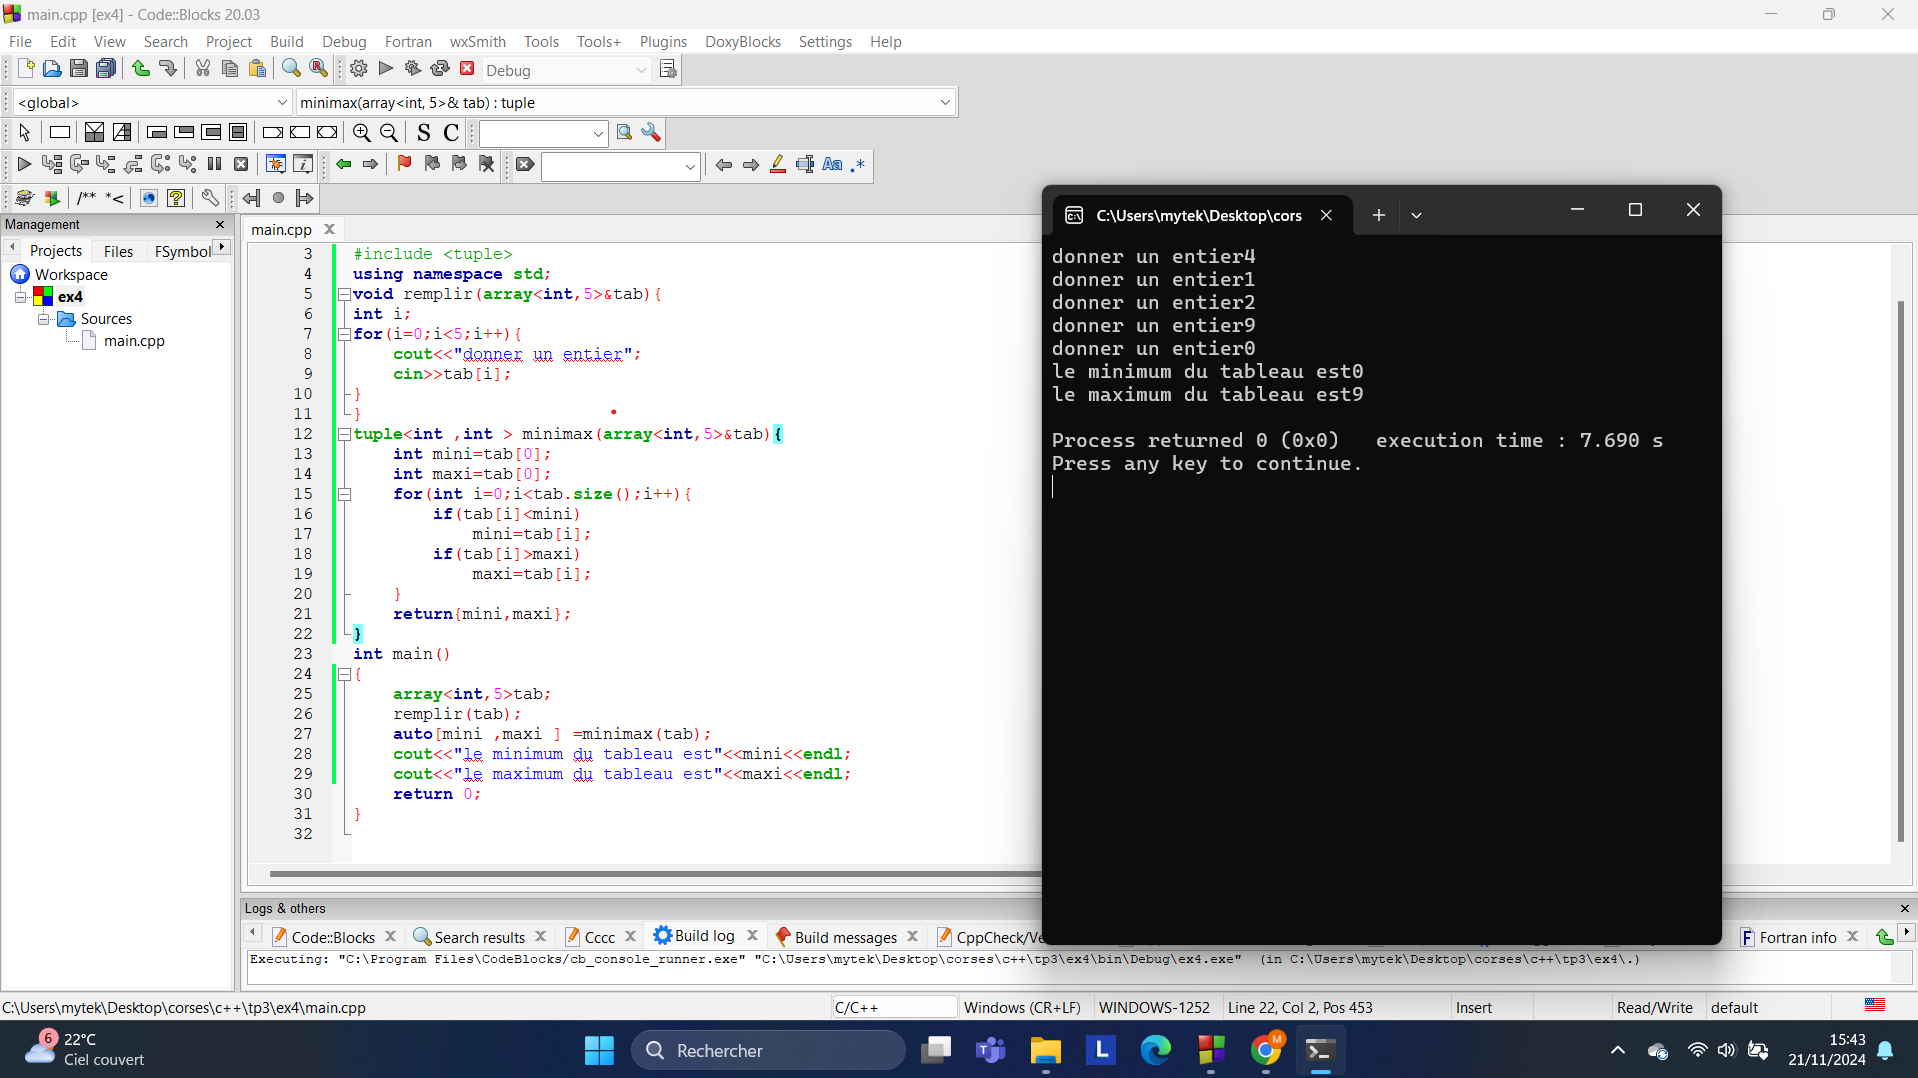 main.cpp [ex4] - Code::Blocks 20.03
File Edit View Search Project Build Debug Fortran wxSmith Tools Tools+ Plugins DoxyBlocks Settings Help
Debug
<global>
minimax(array<int, 5>& tab) : tuple
S C
/** *<
Aa .*
Management
Projects Files FSymbol
Workspace
ex4
Sources
main.cpp
main.cpp
3 #include <tuple>
4 using namespace std;
5 void remplir(array<int,5>&tab){
6 int i;
7 for(i=0;i<5;i++){
8 cout<<"donner un entier";
9 cin>>tab[i];
10 }
11 }
12 tuple<int ,int > minimax(array<int,5>&tab){
13 int mini=tab[0];
14 int maxi=tab[0];
15 for(int i=0;i<tab.size();i++){
16 if(tab[i]<mini)
17 mini=tab[i];
18 if(tab[i]>maxi)
19 maxi=tab[i];
20 }
21 return{mini,maxi};
22 }
23 int main()
24 {
25 array<int,5>tab;
26 remplir(tab);
27 auto[mini ,maxi ] =minimax(tab);
28 cout<<"le minimum du tableau est"<<mini<<endl;
29 cout<<"le maximum du tableau est"<<maxi<<endl;
30 return 0;
31 }
32
C:\Users\mytek\Desktop\cors
donner un entier4
donner un entier1
donner un entier2
donner un entier9
donner un entier0
le minimum du tableau est0
le maximum du tableau est9
Process returned 0 (0x0)   execution time : 7.690 s
Press any key to continue.
Logs & others
Code::Blocks Search results Cccc Build log Build messages CppCheck/Ve Fortran info
Executing: "C:\Program Files\CodeBlocks/cb_console_runner.exe" "C:\Users\mytek\Desktop\corses\c++\tp3\ex4\bin\Debug\ex4.exe"  (in C:\Users\mytek\Desktop\corses\c++\tp3\ex4\.)
C:\Users\mytek\Desktop\corses\c++\tp3\ex4\main.cpp C/C++ Windows (CR+LF) WINDOWS-1252 Line 22, Col 2, Pos 453 Insert Read/Write default
6
22°C
Ciel couvert
Rechercher
L
M
15:43
21/11/2024